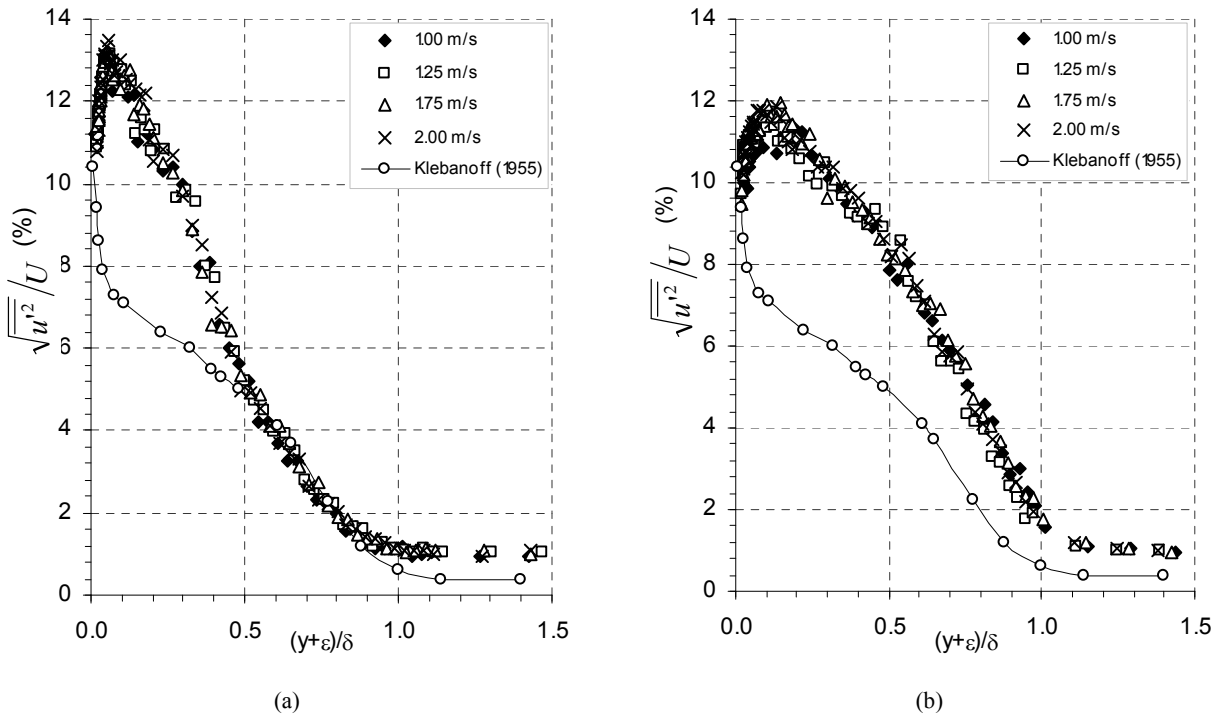 (a)
14
12
10
8
6
4
2
0
√u'² / U (%)
0.0 0.5 1.0 1.5
(y+ε)/δ
1.00 m/s
1.25 m/s
1.75 m/s
2.00 m/s
Klebanoff (1955)
(a)
(b)
14
12
10
8
6
4
2
0
√u'² / U (%)
0.0 0.5 1.0 1.5
(y+ε)/δ
1.00 m/s
1.25 m/s
1.75 m/s
2.00 m/s
Klebanoff (1955)
(b)